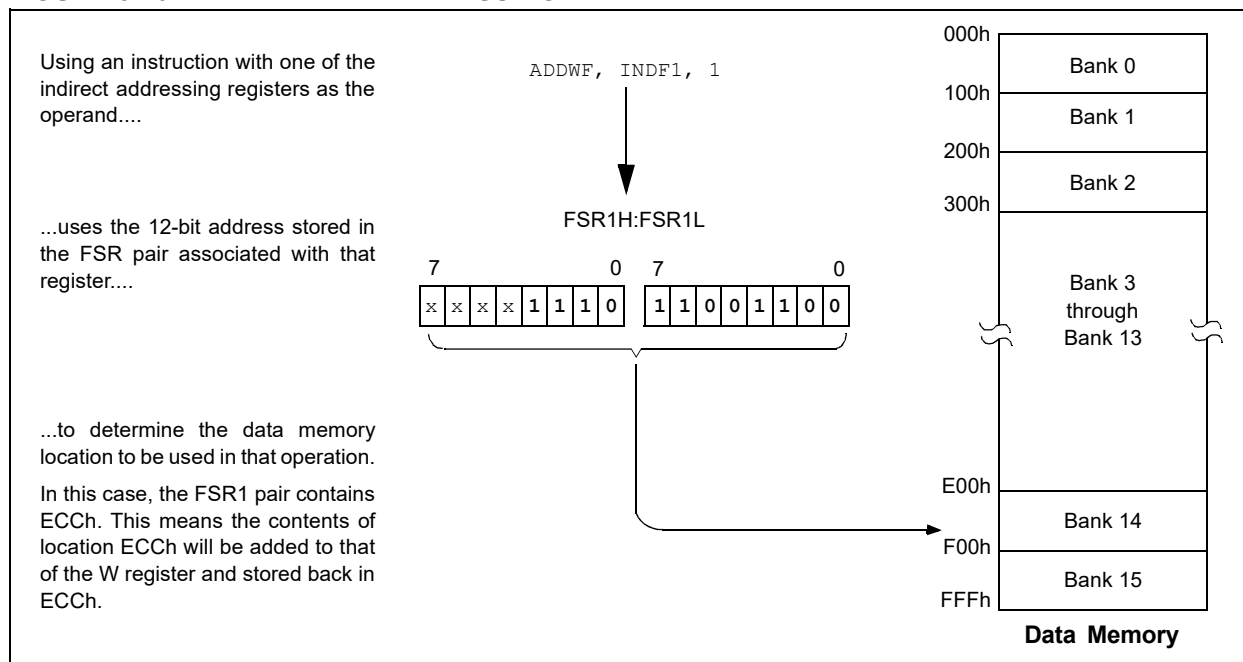 Using an instruction with one of the
indirect addressing registers as the
operand....
ADDWF, INDF1, 1
...uses the 12-bit address stored in
the FSR pair associated with that
register....
FSR1H:FSR1L
7 0 7 0
x x x x 1 1 1 0 1 1 0 0 1 1 0 0
...to determine the data memory
location to be used in that operation.
In this case, the FSR1 pair contains
ECCh. This means the contents of
location ECCh will be added to that
of the W register and stored back in
ECCh.
000h
Bank 0
100h
Bank 1
200h
Bank 2
300h
Bank 3
through
Bank 13
E00h
Bank 14
F00h
Bank 15
FFFh
Data Memory